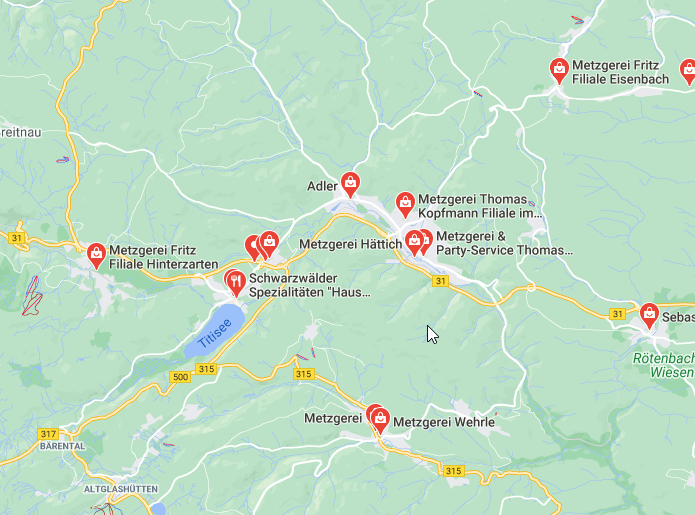 Metzgerei Fritz
Filiale Eisenbach
reitnau
Adler
Metzgerei Thomas
Kopfmann Filiale im...
31
Metzgerei Fritz
Filiale Hinterzarten
Metzgerei Hättich
Metzgerei &
Party-Service Thomas...
Schwarzwälder
Spezialitäten "Haus...
31
31
Sebas
Titisee
Rötenbach
Wiesen
315
500
315
Metzgerei
Metzgerei Wehrle
317
BÄRENTAL
315
ALTGLASHÜTTEN